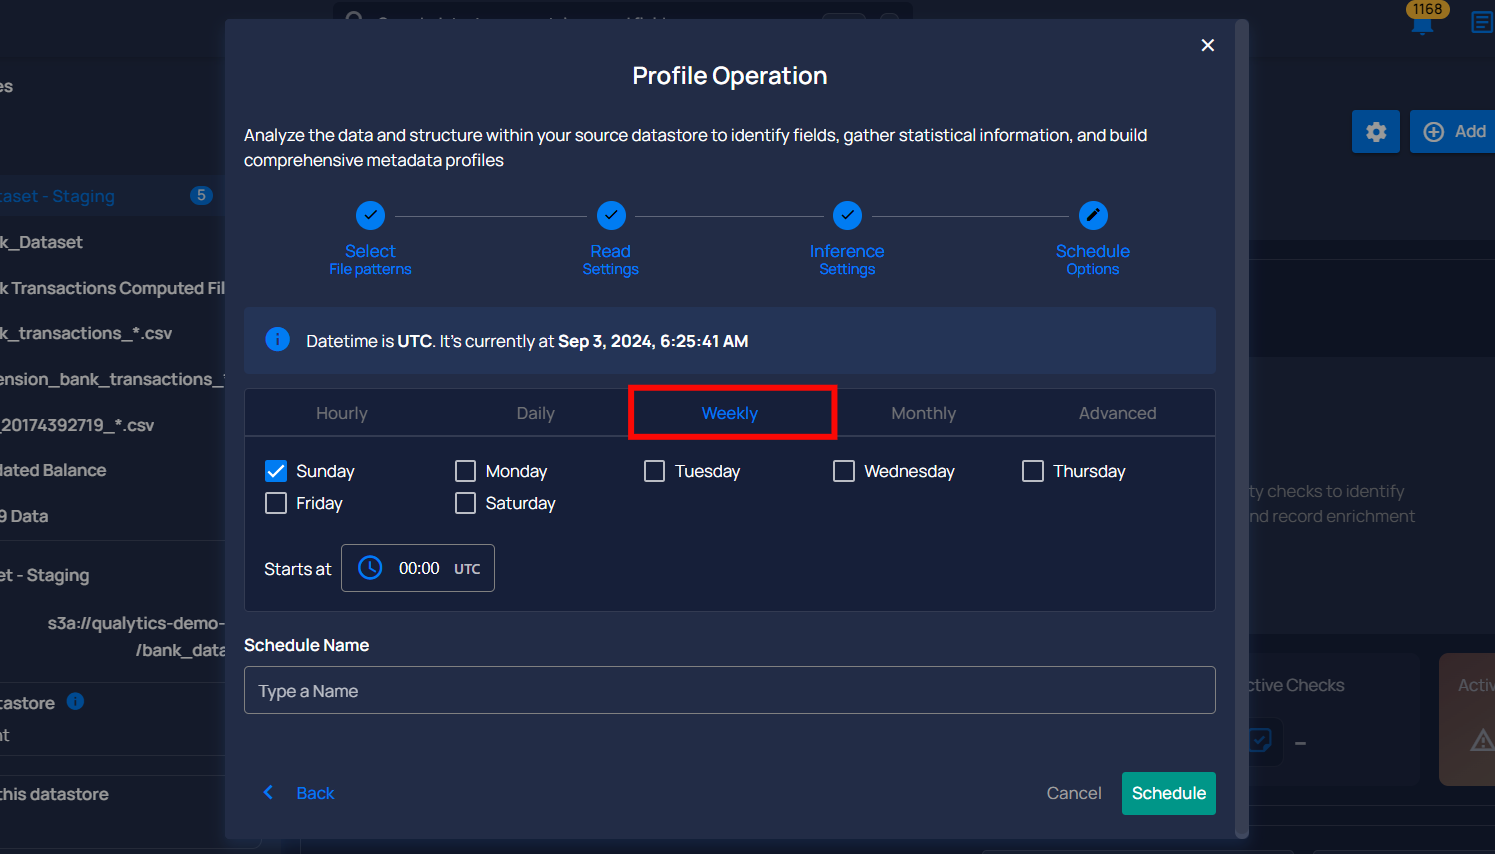 1168
Profile Operation
Analyze the data and structure within your source datastore to identify fields, gather statistical information, and build
comprehensive metadata profiles
Select
File patterns
Read
Settings
Inference
Settings
Schedule
Options
Datetime is UTC. It's currently at Sep 3, 2024, 6:25:41 AM
Hourly
Daily
Weekly
Monthly
Advanced
Sunday
Monday
Tuesday
Wednesday
Thursday
Friday
Saturday
Starts at
00:00 UTC
Schedule Name
Type a Name
Back
Cancel
Schedule
es
taset - Staging
5
k_Dataset
k Transactions Computed Fil
k_transactions_*.csv
ension_bank_transactions_*
_20174392719_*.csv
dated Balance
9 Data
et - Staging
s3a://qualytics-demo-
/bank_data
tastore
nt
this datastore
Add
ty checks to identify
nd record enrichment
ctive Checks
–
Activ